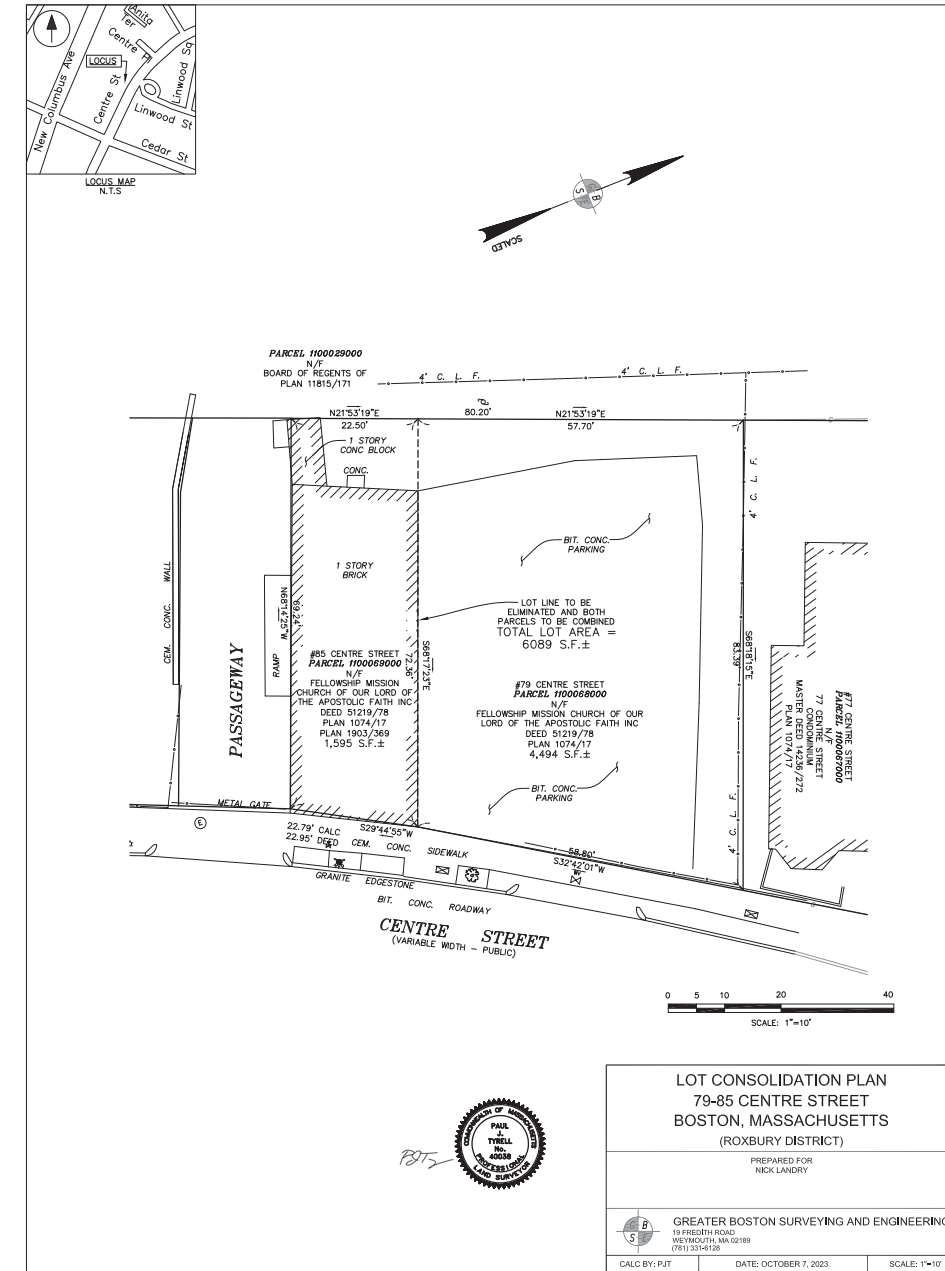 Anita
Ter
Centre Pl
LOCUS
New Columbus Ave
Centre St
Linwood Sq
Linwood St
Cedar St
LOCUS MAP
N.T.S
G B
S E
SCALED
PARCEL 1100029000
N/F
BOARD OF REGENTS OF
PLAN 11815/171
4' C. L. F.
4' C. L. F.
N21°53'19"E
22.50'
80.20'
N21°53'19"E
57.70'
1 STORY
CONC BLOCK
CONC.
4' C. L. F.
BIT. CONC.
PARKING
CEM. CONC. WALL
1 STORY
BRICK
N68°14'25"W
69.24'
RAMP
PASSAGEWAY
LOT LINE TO BE
ELIMINATED AND BOTH
PARCELS TO BE COMBINED
TOTAL LOT AREA =
6089 S.F.±
S68°17'23"E
72.36'
S68°18'15"E
83.39'
#85 CENTRE STREET
PARCEL 1100069000
N/F
FELLOWSHIP MISSION
CHURCH OF OUR LORD OF
THE APOSTOLIC FAITH INC
DEED 51219/78
PLAN 1074/17
PLAN 1903/369
1,595 S.F.±
#79 CENTRE STREET
PARCEL 1100068000
N/F
FELLOWSHIP MISSION CHURCH OF OUR
LORD OF THE APOSTOLIC FAITH INC
DEED 51219/78
PLAN 1074/17
4,494 S.F.±
#77 CENTRE STREET
PARCEL 1100067000
N/F
77 CENTRE STREET
CONDOMINIUM
MASTER DEED 14236/272
PLAN 1074/17
BIT. CONC.
PARKING
4' C. L. F.
METAL GATE
E
22.79' CALC
22.95' DEED
S29°44'55"W
CEM. CONC. SIDEWALK
58.80'
S32°42'01"W
GRANITE EDGESTONE
BIT. CONC. ROADWAY
CENTRE STREET
(VARIABLE WIDTH – PUBLIC)
0 5 10 20 40
SCALE: 1"=10'
COMMONWEALTH OF MASSACHUSETTS
PAUL
J.
TYRELL
No.
40038
PROFESSIONAL
LAND SURVEYOR
LOT CONSOLIDATION PLAN
79-85 CENTRE STREET
BOSTON, MASSACHUSETTS
(ROXBURY DISTRICT)
PREPARED FOR
NICK LANDRY
G B
S E
GREATER BOSTON SURVEYING AND ENGINEERING
19 FREDITH ROAD
WEYMOUTH, MA 02189
(781) 331-6128
CALC BY: PJT
DATE: OCTOBER 7, 2023
SCALE: 1"=10'